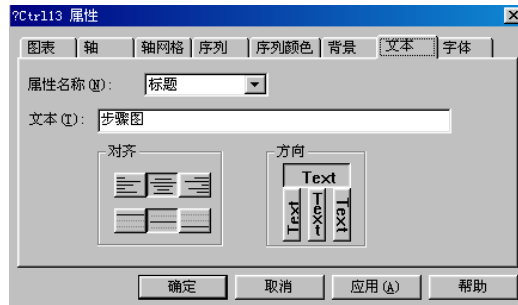 ?Ctrl13 属性
图表 轴 轴网格 序列 序列颜色 背景 文本 字体
属性名称(N): 标题
文本(T): 步骤图
对齐 方向
Text
Text Text Text
确定 取消 应用(A) 帮助